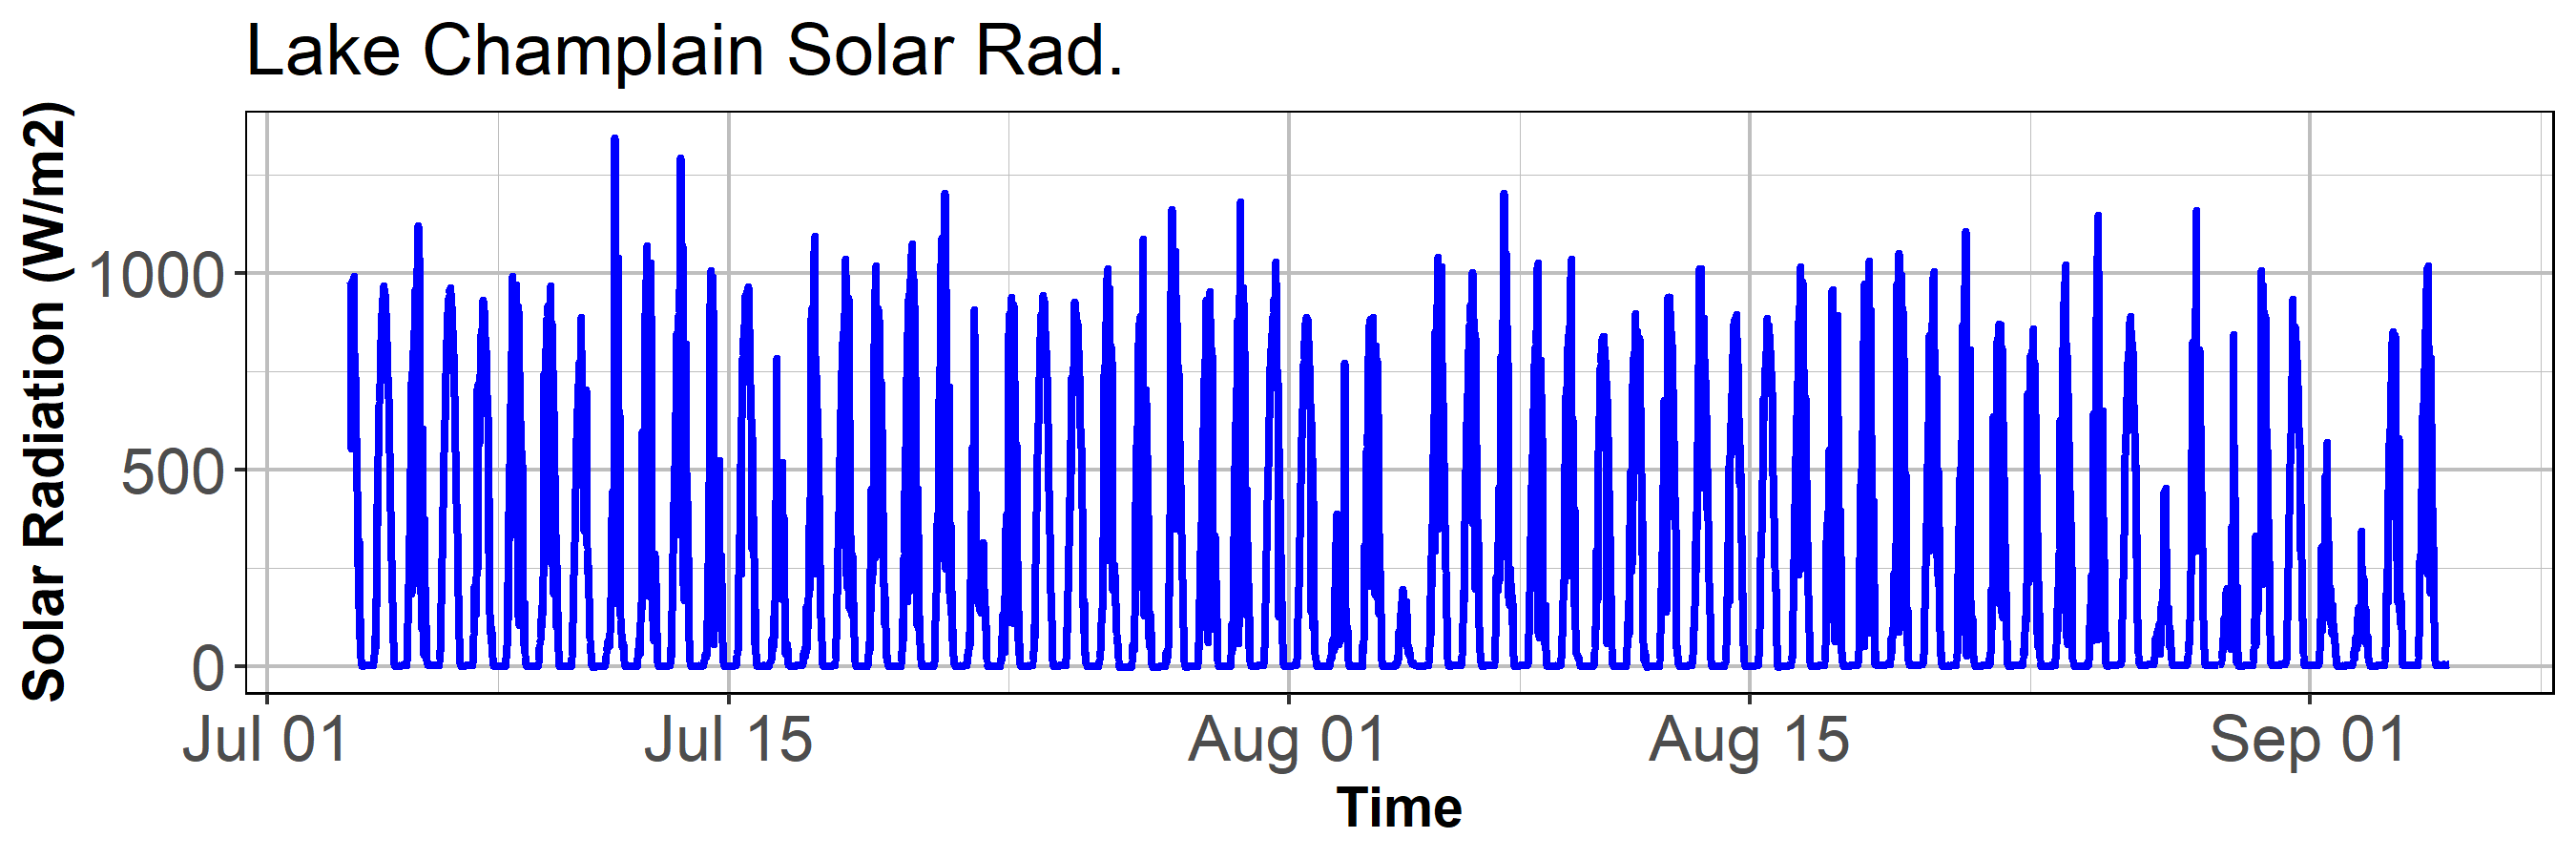 Lake Champlain Solar Rad.
Solar Radiation (W/m2)
1000
500
0
Jul 01
Jul 15
Aug 01
Aug 15
Sep 01
Time